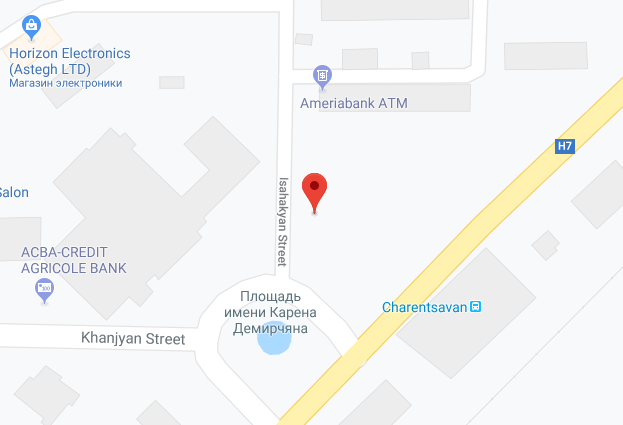 Horizon Electronics
(Astegh LTD)
Магазин электроники
Ameriabank ATM
H7
Isahakyan Street
Salon
ACBA-CREDIT
AGRICOLE BANK
Площадь
имени Карена
Демирчяна
Charentsavan
Khanjyan Street